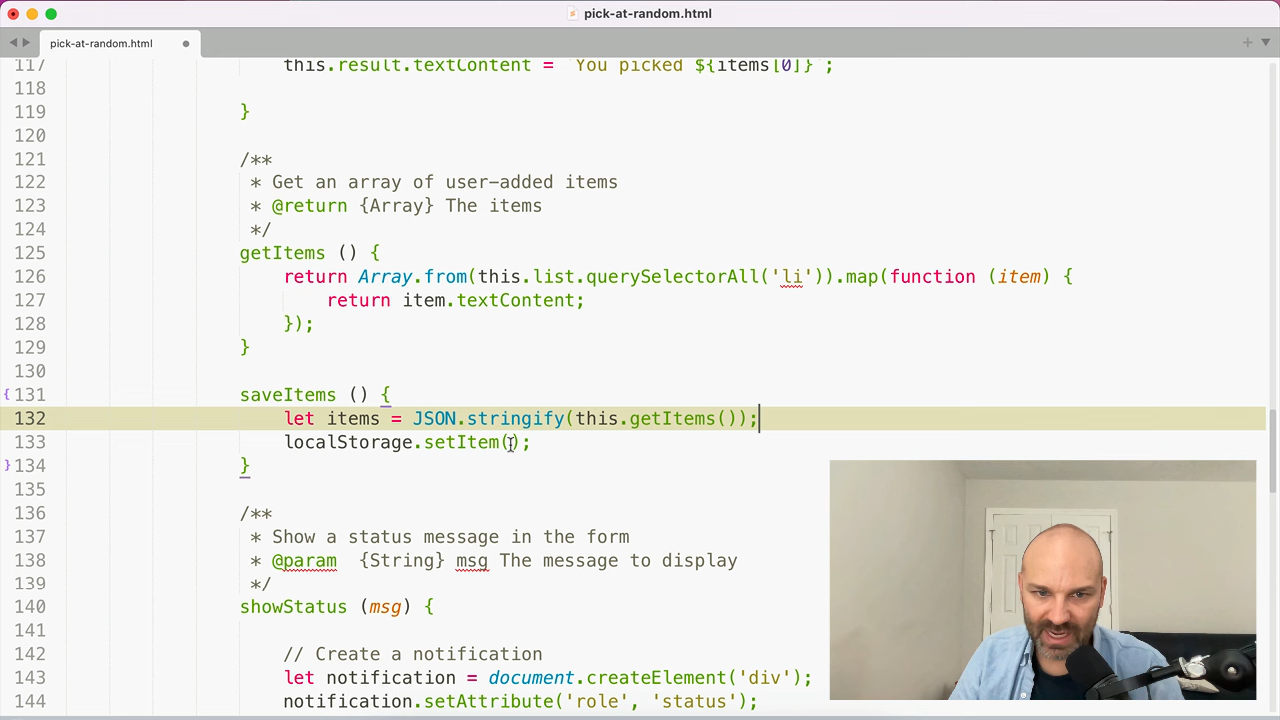 pick-at-random.html
pick-at-random.html
117 this.result.textContent = `You picked ${items[0]}`;
118
119 }
120
121 /**
122 * Get an array of user-added items
123 * @return {Array} The items
124 */
125 getItems () {
126 return Array.from(this.list.querySelectorAll('li')).map(function (item) {
127 return item.textContent;
128 });
129 }
130
131 saveItems () {
132 let items = JSON.stringify(this.getItems());
133 localStorage.setItem();
134 }
135
136 /**
137 * Show a status message in the form
138 * @param {String} msg The message to display
139 */
140 showStatus (msg) {
141
142 // Create a notification
143 let notification = document.createElement('div');
144 notification.setAttribute('role', 'status');